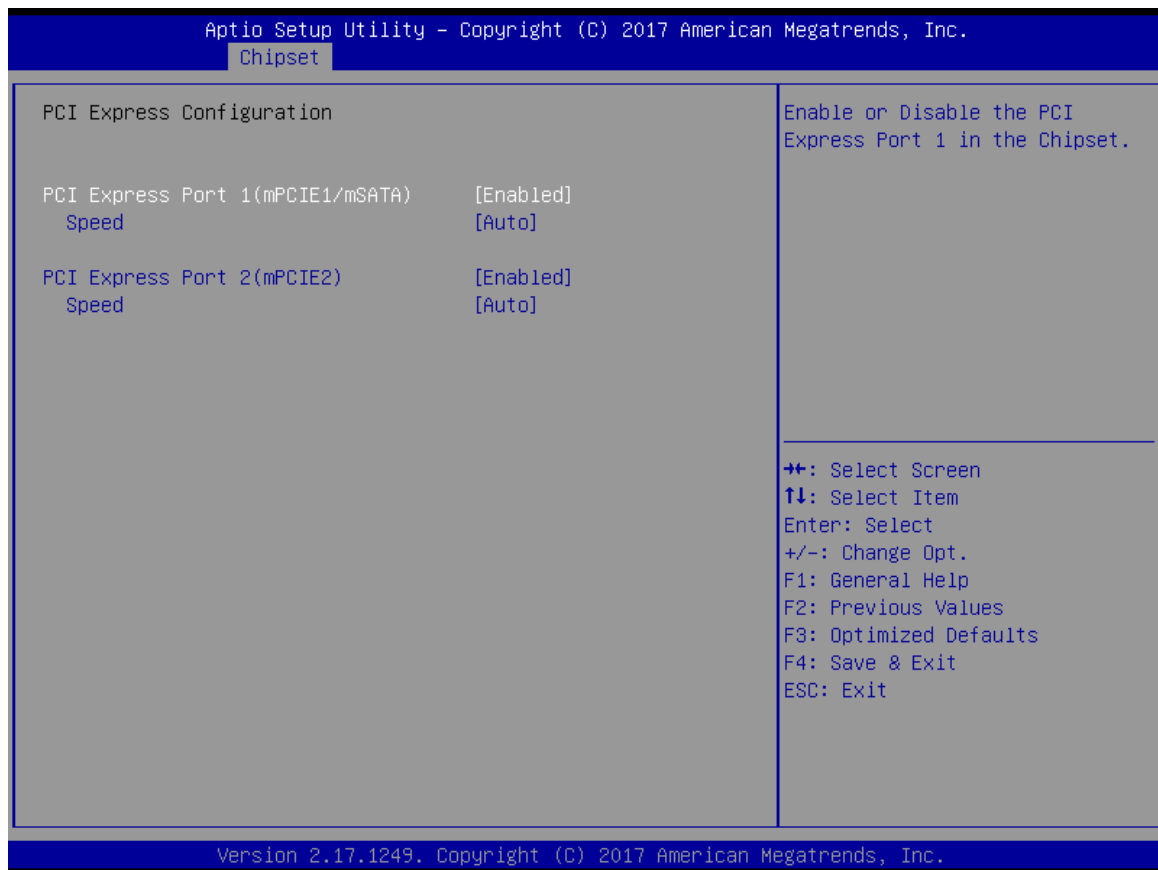 Aptio Setup Utility – Copyright (C) 2017 American Megatrends, Inc.
Chipset
PCI Express Configuration
PCI Express Port 1(mPCIE1/mSATA) [Enabled]
Speed [Auto]
PCI Express Port 2(mPCIE2) [Enabled]
Speed [Auto]
Enable or Disable the PCI
Express Port 1 in the Chipset.
→←: Select Screen
↑↓: Select Item
Enter: Select
+/-: Change Opt.
F1: General Help
F2: Previous Values
F3: Optimized Defaults
F4: Save & Exit
ESC: Exit
Version 2.17.1249. Copyright (C) 2017 American Megatrends, Inc.